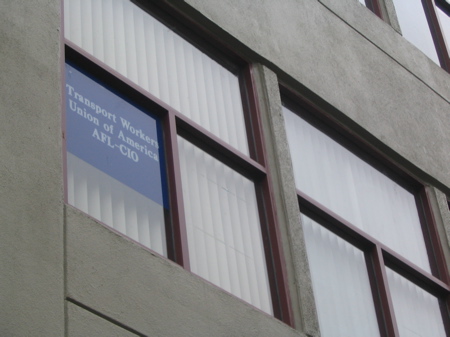 Transport Workers
Union of America
AFL-CIO